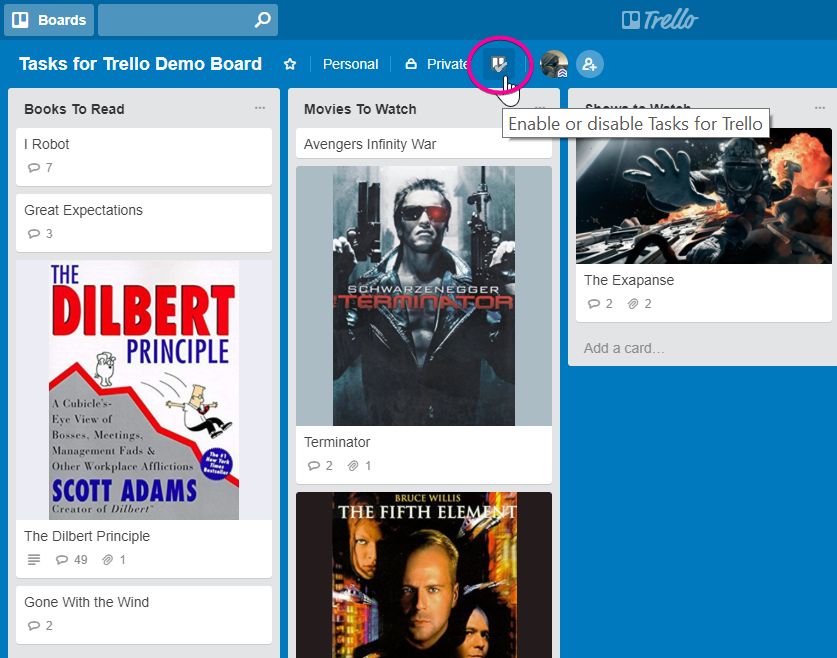 Boards
Trello
Tasks for Trello Demo Board
Personal
Private
Enable or disable Tasks for Trello
Books To Read
I Robot
7
Great Expectations
3
THE
DILBERT
PRINCIPLE
A Cubicle's-
Eye View of
Bosses, Meetings,
Management Fads &
Other Workplace Afflictions
The #1
New York
Times
Bestseller
SCOTT ADAMS
Creator of Dilbert
The Dilbert Principle
49
1
Gone With the Wind
2
Movies To Watch
Avengers Infinity War
SCHWARZENEGGER
TERMINATOR
Terminator
2
1
BRUCE WILLIS
THE FIFTH ELEMENT
Shows to Watch
The Exapanse
2
2
Add a card…